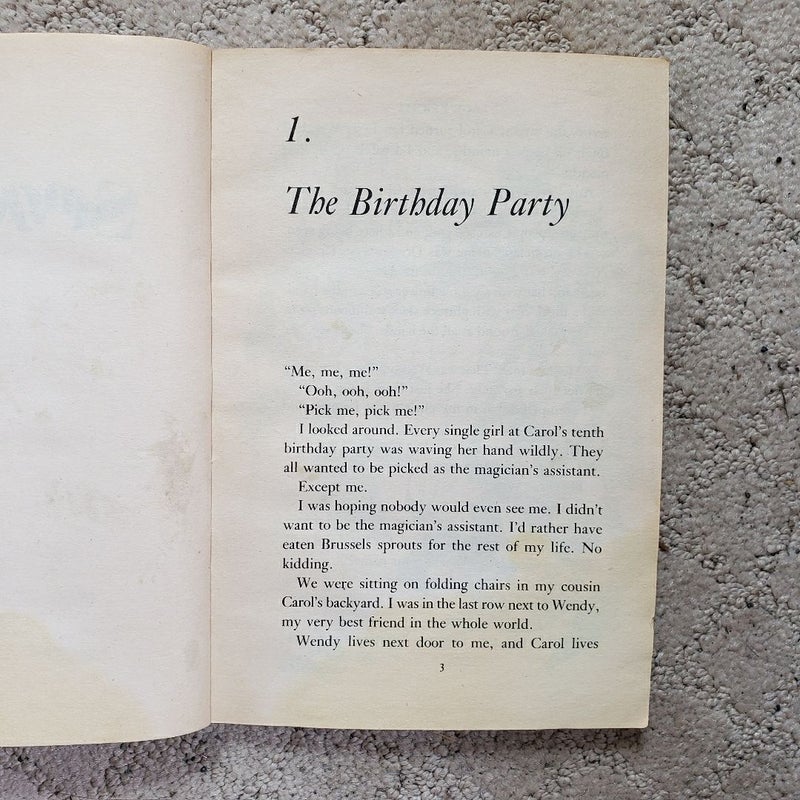 1.
The Birthday Party
“Me, me, me!”
“Ooh, ooh, ooh!”
“Pick me, pick me!”
I looked around. Every single girl at Carol’s tenth
birthday party was waving her hand wildly. They
all wanted to be picked as the magician’s assistant.
Except me.
I was hoping nobody would even see me. I didn’t
want to be the magician’s assistant. I’d rather have
eaten Brussels sprouts for the rest of my life. No
kidding.
We were sitting on folding chairs in my cousin
Carol’s backyard. I was in the last row next to Wendy,
my very best friend in the whole world.
Wendy lives next door to me, and Carol lives
3